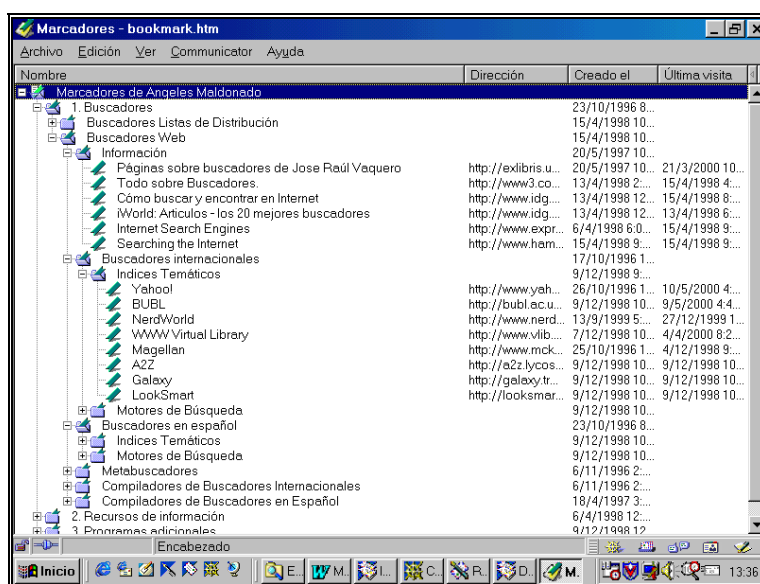 Marcadores - bookmark.htm
Archivo Edición Ver Communicator Ayuda
Nombre Dirección Creado el Última visita
Marcadores de Angeles Maldonado
1. Buscadores 23/10/1996 8...
Buscadores Listas de Distribución 15/4/1998 10...
Buscadores Web 15/4/1998 10...
Información 20/5/1997 10...
Páginas sobre buscadores de Jose Raúl Vaquero http://exlibris.u... 20/5/1997 10... 21/3/2000 10...
Todo sobre Buscadores. http://www3.co... 13/4/1998 2:... 15/4/1998 4:...
Cómo buscar y encontrar en Internet http://www.idg.... 13/4/1998 12... 15/4/1998 8:...
iWorld: Articulos - los 20 mejores buscadores http://www.idg.... 13/4/1998 12... 13/4/1998 6:...
Internet Search Engines http://www.expr... 6/4/1998 6:0... 15/4/1998 9:...
Searching the Internet http://www.ham... 15/4/1998 9:... 15/4/1998 9:...
Buscadores internacionales 17/10/1996 1...
Indices Temáticos 9/12/1998 9:...
Yahoo! http://www.yah... 26/10/1996 1... 10/5/2000 4:...
BUBL http://bubl.ac.u... 9/12/1998 10... 9/5/2000 4:4...
NerdWorld http://www.nerd... 13/9/1999 5:... 27/12/1999 1...
WWW Virtual Library http://www.vlib.... 7/12/1998 10... 4/4/2000 8:2...
Magellan http://www.mck... 25/10/1996 1... 4/12/1998 9:...
A2Z http://a2z.lycos... 9/12/1998 10... 9/12/1998 10...
Galaxy http://galaxy.tr... 9/12/1998 10... 9/12/1998 10...
LookSmart http://looksmar... 9/12/1998 10... 9/12/1998 10...
Motores de Búsqueda 9/12/1998 10...
Buscadores en español 23/10/1996 8...
Indices Temáticos 9/12/1998 10...
Motores de Búsqueda 9/12/1998 10...
Metabuscadores 6/11/1996 2:...
Compiladores de Buscadores Internacionales 6/11/1996 2:...
Compiladores de Buscadores en Español 18/4/1997 3:...
2. Recursos de información 6/4/1998 12:...
3. Programas adicionales 9/12/1998 12
Encabezado
Inicio E... M... I... C... R... D... M. 13:36